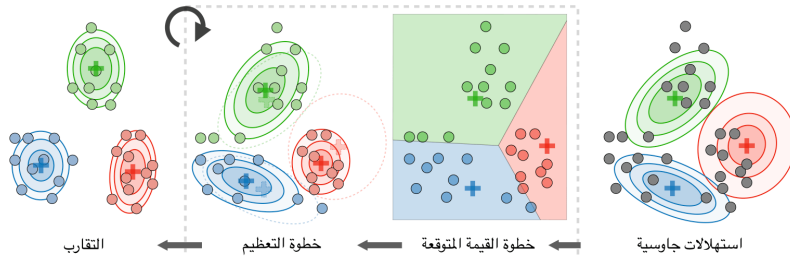 استهلالات جاوسية
خطوة القيمة المتوقعة
خطوة التعظيم
التقارب